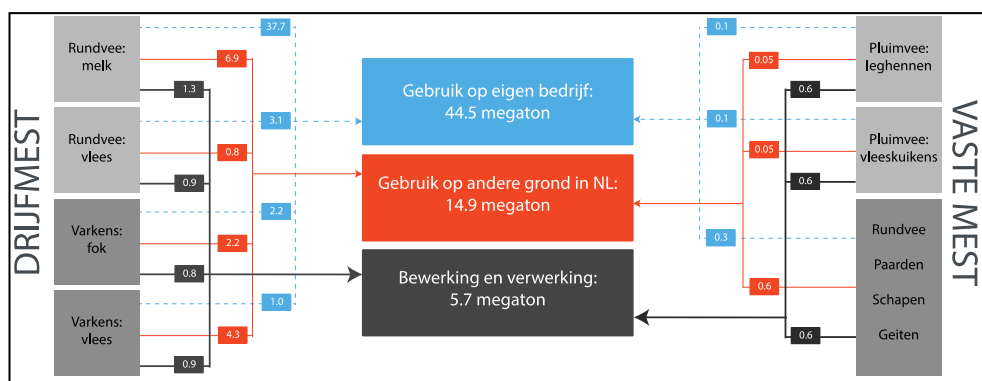 DRIJFMEST
Rundvee:
melk
37.7
6.9
1.3
Rundvee:
vlees
3.1
0.8
0.9
Varkens:
fok
2.2
2.2
0.8
Varkens:
vlees
1.0
4.3
0.9
Gebruik op eigen bedrijf:
44.5 megaton
Gebruik op andere grond in NL:
14.9 megaton
Bewerking en verwerking:
5.7 megaton
0.1
0.05
0.6
Pluimvee:
leghennen
0.1
0.05
0.6
Pluimvee:
vleeskuikens
0.3
0.6
0.6
Rundvee
Paarden
Schapen
Geiten
VASTE MEST